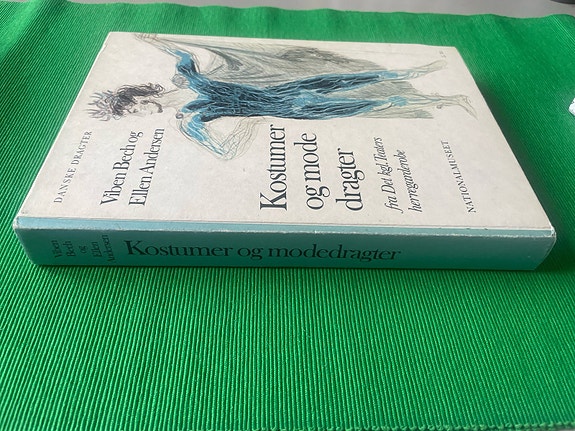 DANSKE DRAGTER
Viben Bech og
Ellen Andersen
Kostumer
og mode
dragter
fra Det kgl. Teaters
herregarderobe
NATIONALMUSEET
Viben
Bech
og
Ellen
Andersen
Kostumer og modedragter